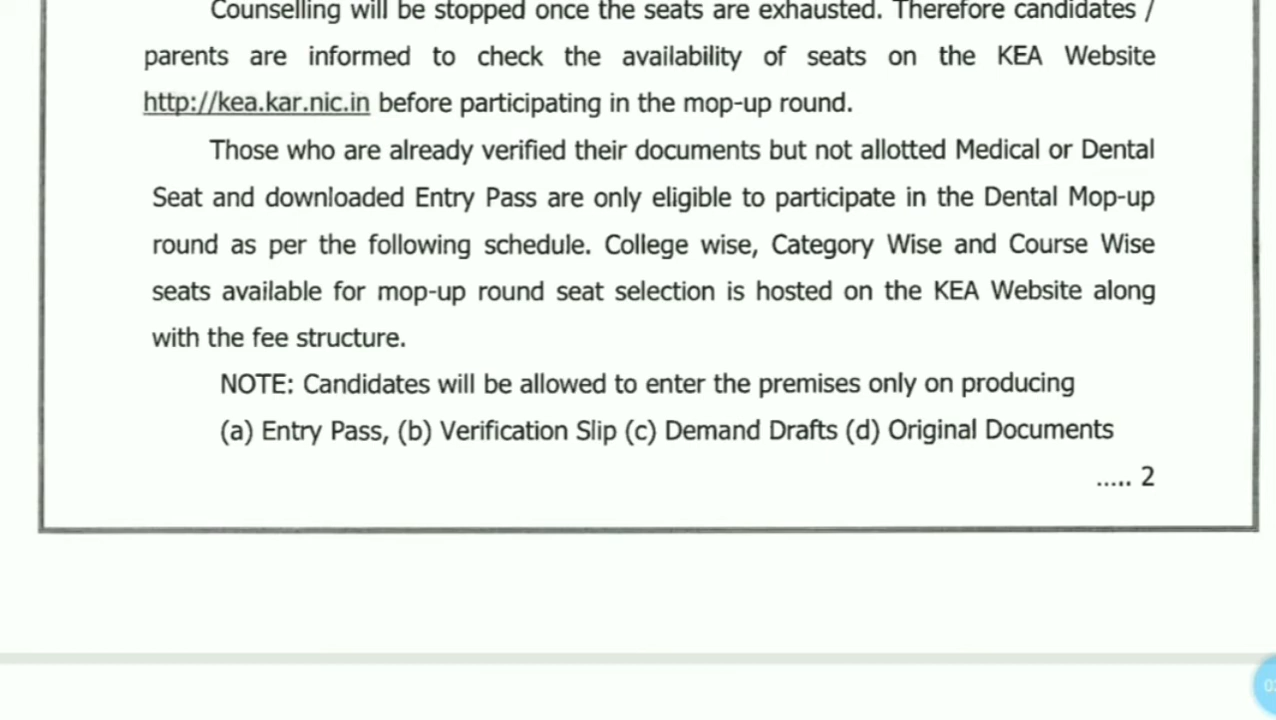 Counselling will be stopped once the seats are exhausted. Therefore candidates /
parents are informed to check the availability of seats on the KEA Website
http://kea.kar.nic.in before participating in the mop-up round.
Those who are already verified their documents but not allotted Medical or Dental
Seat and downloaded Entry Pass are only eligible to participate in the Dental Mop-up
round as per the following schedule. College wise, Category Wise and Course Wise
seats available for mop-up round seat selection is hosted on the KEA Website along
with the fee structure.
NOTE: Candidates will be allowed to enter the premises only on producing
(a) Entry Pass, (b) Verification Slip (c) Demand Drafts (d) Original Documents
..... 2